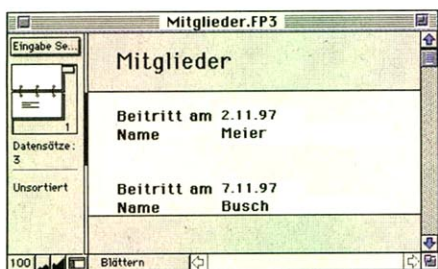 Mitglieder.FP3
Eingabe Se...
1
Datensätze:
3
Unsortiert
Mitglieder
Beitritt am 2.11.97
Name Meier
Beitritt am 7.11.97
Name Busch
100
Blättern